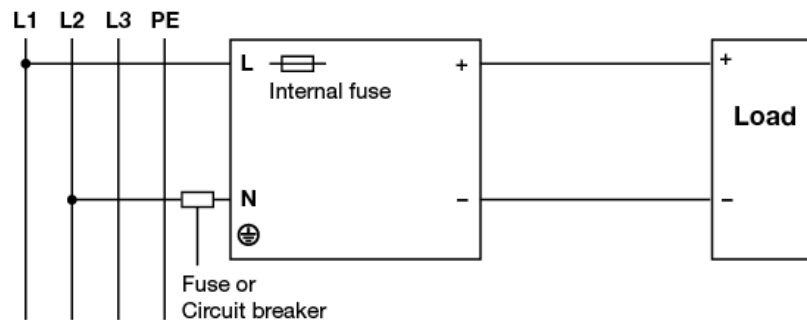 L1 L2 L3 PE
L
+
+
Internal fuse
Load
N
−
−
Fuse or
Circuit breaker